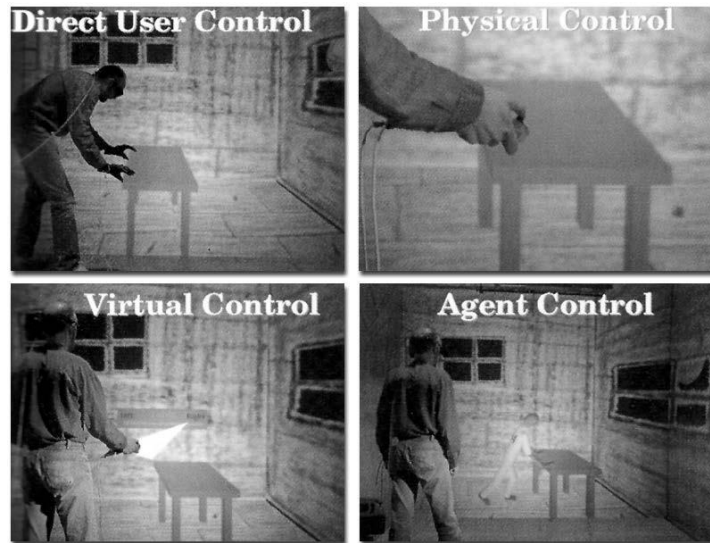 Direct User Control
Physical Control
Virtual Control
Agent Control